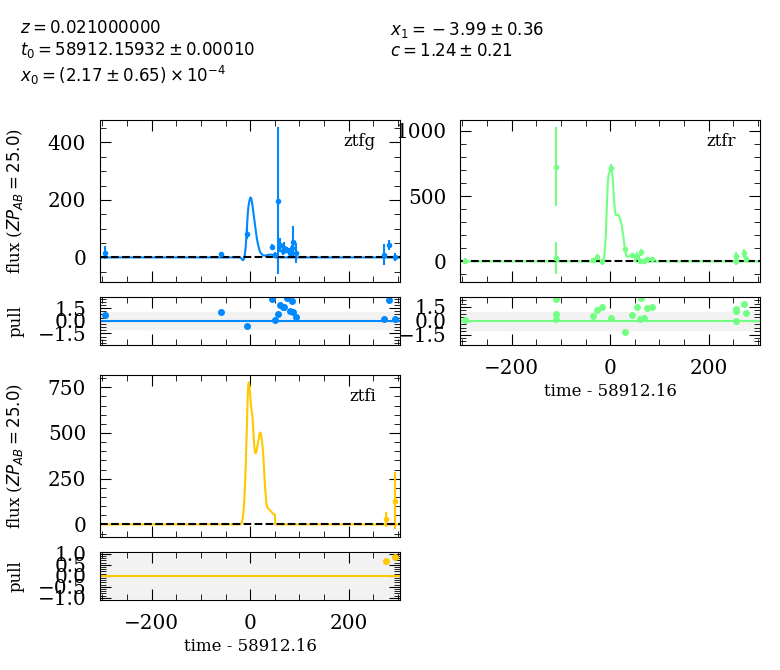 z = 0.021000000
t0 = 58912.15932 ± 0.00010
x0 = (2.17 ± 0.65) × 10^−4
x1 = −3.99 ± 0.36
c = 1.24 ± 0.21
flux (ZP_AB = 25.0)
400
200
0
ztfg
1000
500
0
ztfr
pull
1.5
0.0
−1.5
1.5
0.0
−1.5
−200
0
200
time - 58912.16
flux (ZP_AB = 25.0)
750
500
250
0
ztfi
pull
1.0
0.5
0.0
−0.5
−1.0
−200
0
200
time - 58912.16